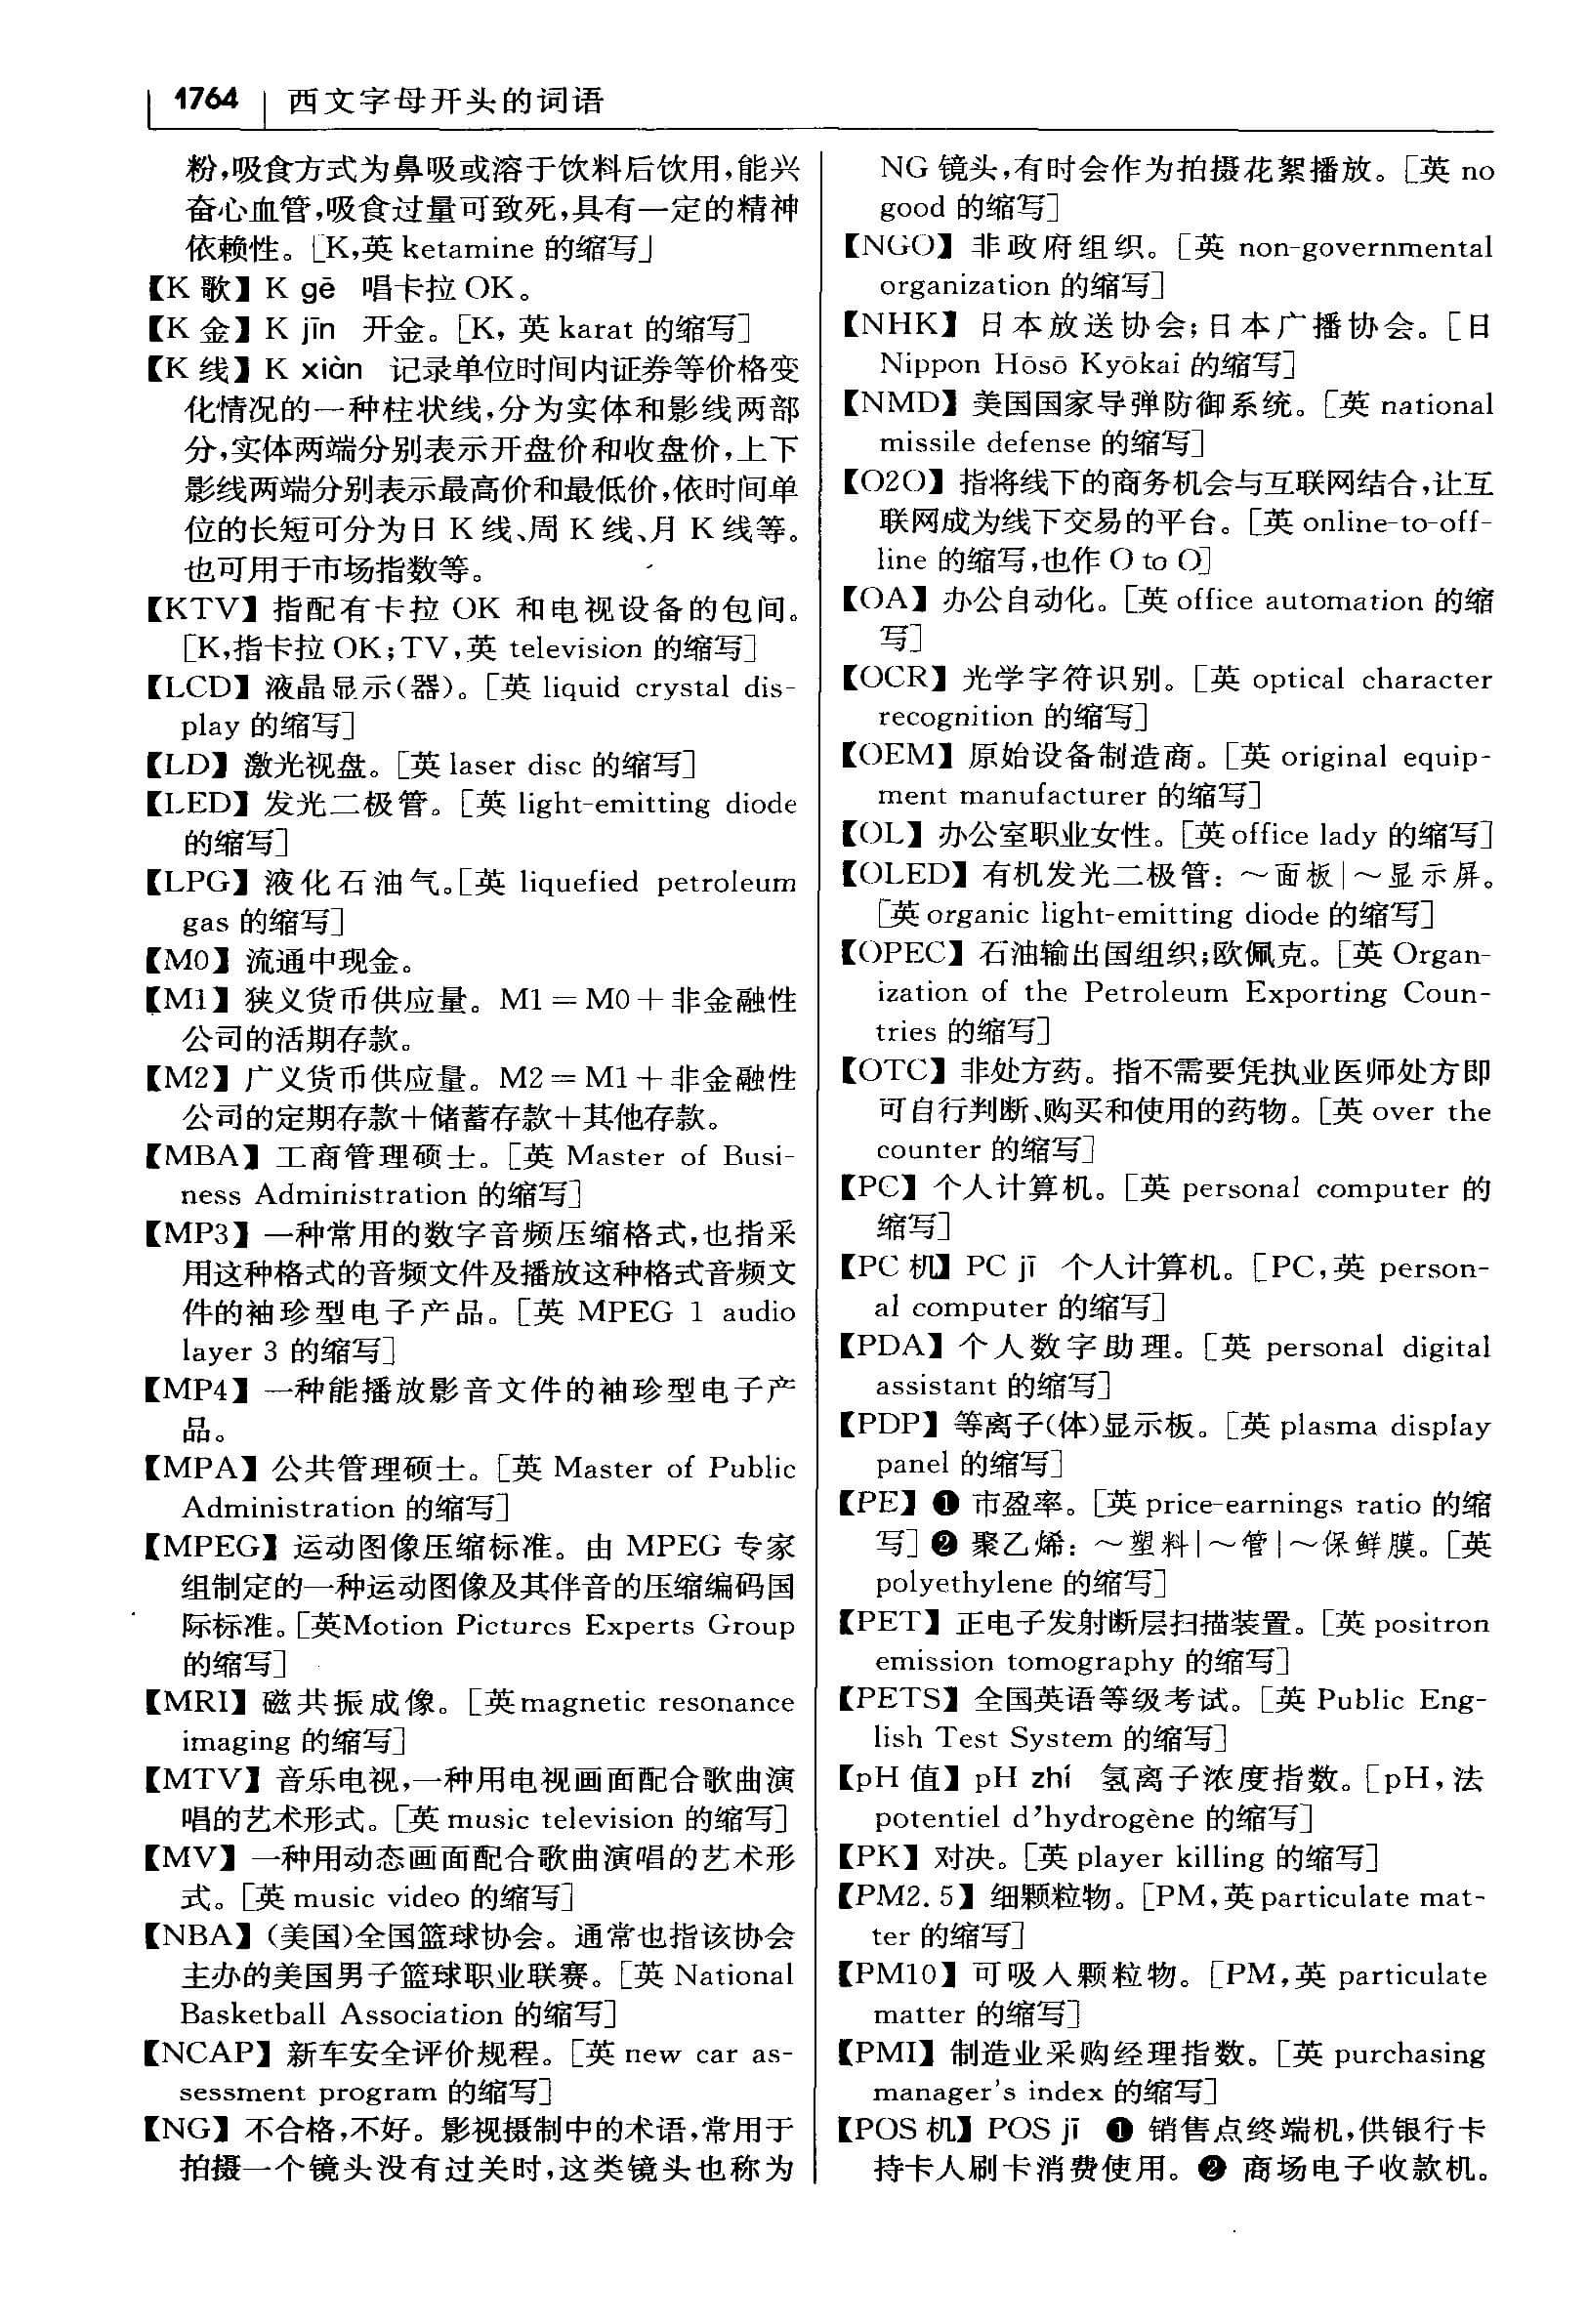 1764 西文字母开头的词语
粉,吸食方式为鼻吸或溶于饮料后饮用,能兴
奋心血管,吸食过量可致死,具有一定的精神
依赖性。[K,英 ketamine 的缩写]
【K 歌】K gē 唱卡拉 OK。
【K 金】K jīn 开金。[K, 英 karat 的缩写]
【K 线】K xiàn 记录单位时间内证券等价格变
化情况的一种柱状线,分为实体和影线两部
分,实体两端分别表示开盘价和收盘价,上下
影线两端分别表示最高价和最低价,依时间单
位的长短可分为日 K 线、周 K 线、月 K 线等。
也可用于市场指数等。
【KTV】指配有卡拉 OK 和电视设备的包间。
[K,指卡拉 OK;TV,英 television 的缩写]
【LCD】液晶显示(器)。[英 liquid crystal dis-
play 的缩写]
【LD】激光视盘。[英 laser disc 的缩写]
【LED】发光二极管。[英 light-emitting diode
的缩写]
【LPG】液化石油气。[英 liquefied petroleum
gas 的缩写]
【M0】流通中现金。
【M1】狭义货币供应量。M1＝M0＋非金融性
公司的活期存款。
【M2】广义货币供应量。M2＝M1＋非金融性
公司的定期存款＋储蓄存款＋其他存款。
【MBA】工商管理硕士。[英 Master of Busi-
ness Administration 的缩写]
【MP3】一种常用的数字音频压缩格式,也指采
用这种格式的音频文件及播放这种格式音频文
件的袖珍型电子产品。[英 MPEG 1 audio
layer 3 的缩写]
【MP4】一种能播放影音文件的袖珍型电子产
品。
【MPA】公共管理硕士。[英 Master of Public
Administration 的缩写]
【MPEG】运动图像压缩标准。由 MPEG 专家
组制定的一种运动图像及其伴音的压缩编码国
际标准。[英Motion Pictures Experts Group
的缩写]
【MRI】磁共振成像。[英magnetic resonance
imaging 的缩写]
【MTV】音乐电视,一种用电视画面配合歌曲演
唱的艺术形式。[英 music television 的缩写]
【MV】一种用动态画面配合歌曲演唱的艺术形
式。[英 music video 的缩写]
【NBA】(美国)全国篮球协会。通常也指该协会
主办的美国男子篮球职业联赛。[英 National
Basketball Association 的缩写]
【NCAP】新车安全评价规程。[英 new car as-
sessment program 的缩写]
【NG】不合格,不好。影视摄制中的术语,常用于
拍摄一个镜头没有过关时,这类镜头也称为
NG 镜头,有时会作为拍摄花絮播放。[英 no
good 的缩写]
【NGO】非政府组织。[英 non-governmental
organization 的缩写]
【NHK】日本放送协会;日本广播协会。[日
Nippon Hōsō Kyōkai 的缩写]
【NMD】美国国家导弹防御系统。[英 national
missile defense 的缩写]
【O2O】指将线下的商务机会与互联网结合,让互
联网成为线下交易的平台。[英 online-to-off-
line 的缩写,也作 O to O]
【OA】办公自动化。[英 office automation 的缩
写]
【OCR】光学字符识别。[英 optical character
recognition 的缩写]
【OEM】原始设备制造商。[英 original equip-
ment manufacturer 的缩写]
【OL】办公室职业女性。[英 office lady 的缩写]
【OLED】有机发光二极管：～面板|～显示屏。
[英 organic light-emitting diode 的缩写]
【OPEC】石油输出国组织;欧佩克。[英 Organ-
ization of the Petroleum Exporting Coun-
tries 的缩写]
【OTC】非处方药。指不需要凭执业医师处方即
可自行判断、购买和使用的药物。[英 over the
counter 的缩写]
【PC】个人计算机。[英 personal computer 的
缩写]
【PC 机】PC jī 个人计算机。[PC,英 person-
al computer 的缩写]
【PDA】个人数字助理。[英 personal digital
assistant 的缩写]
【PDP】等离子(体)显示板。[英 plasma display
panel 的缩写]
【PE】❶ 市盈率。[英 price-earnings ratio 的缩
写] ❷ 聚乙烯：～塑料|～管|～保鲜膜。[英
polyethylene 的缩写]
【PET】正电子发射断层扫描装置。[英 positron
emission tomography 的缩写]
【PETS】全国英语等级考试。[英 Public Eng-
lish Test System 的缩写]
【pH 值】pH zhí 氢离子浓度指数。[pH,法
potentiel d’hydrogène 的缩写]
【PK】对决。[英 player killing 的缩写]
【PM2.5】细颗粒物。[PM,英 particulate mat-
ter 的缩写]
【PM10】可吸入颗粒物。[PM,英 particulate
matter 的缩写]
【PMI】制造业采购经理指数。[英 purchasing
manager’s index 的缩写]
【POS 机】POS jī ❶ 销售点终端机,供银行卡
持卡人刷卡消费使用。❷ 商场电子收款机。